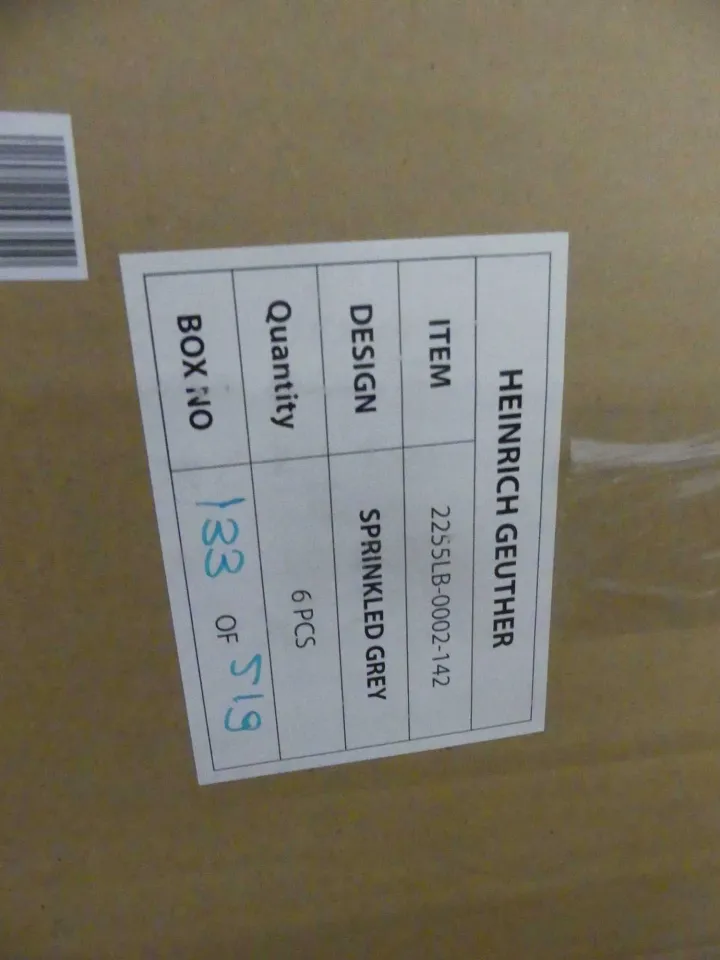 HEINRICH GEUTHER
ITEM 2255LB-0002-142
DESIGN SPRINKLED GREY
Quantity 6 PCS
BOX NO 133 OF 519